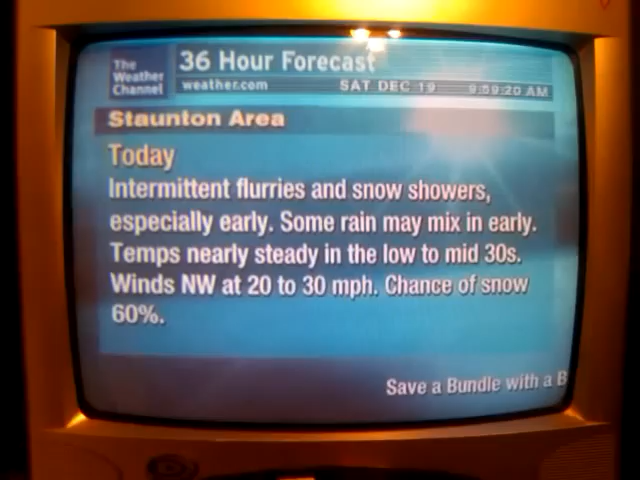 The
Weather
Channel
36 Hour Forecast
weather.com SAT DEC 19 9:59:20 AM
Staunton Area
Today
Intermittent flurries and snow showers,
especially early. Some rain may mix in early.
Temps nearly steady in the low to mid 30s.
Winds NW at 20 to 30 mph. Chance of snow
60%.
Save a Bundle with a B